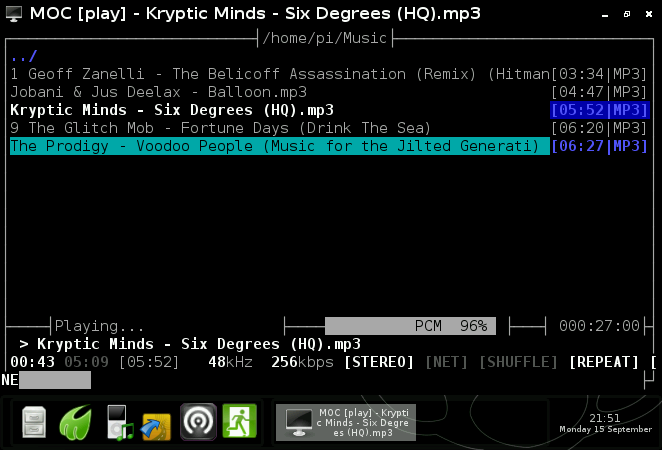 MOC [play] - Kryptic Minds - Six Degrees (HQ).mp3
/home/pi/Music
../
1 Geoff Zanelli - The Belicoff Assassination (Remix) (Hitman[03:34|MP3]
Jobani & Jus Deelax - Balloon.mp3 [04:47|MP3]
Kryptic Minds - Six Degrees (HQ).mp3 [05:52|MP3]
9 The Glitch Mob - Fortune Days (Drink The Sea) [06:20|MP3]
The Prodigy - Voodoo People (Music for the Jilted Generati) [06:27|MP3]
Playing... PCM 96% 000:27:00
> Kryptic Minds - Six Degrees (HQ).mp3
00:43 05:09 [05:52] 48kHz 256kbps [STEREO] [NET] [SHUFFLE] [REPEAT] [
NE
MOC [play] - Krypti
c Minds - Six Degre
es (HQ).mp3
21:51
Monday 15 September